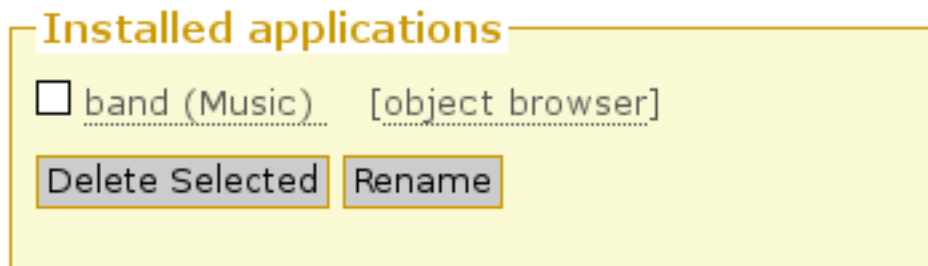 Installed applications
band (Music) [object browser]
Delete Selected Rename